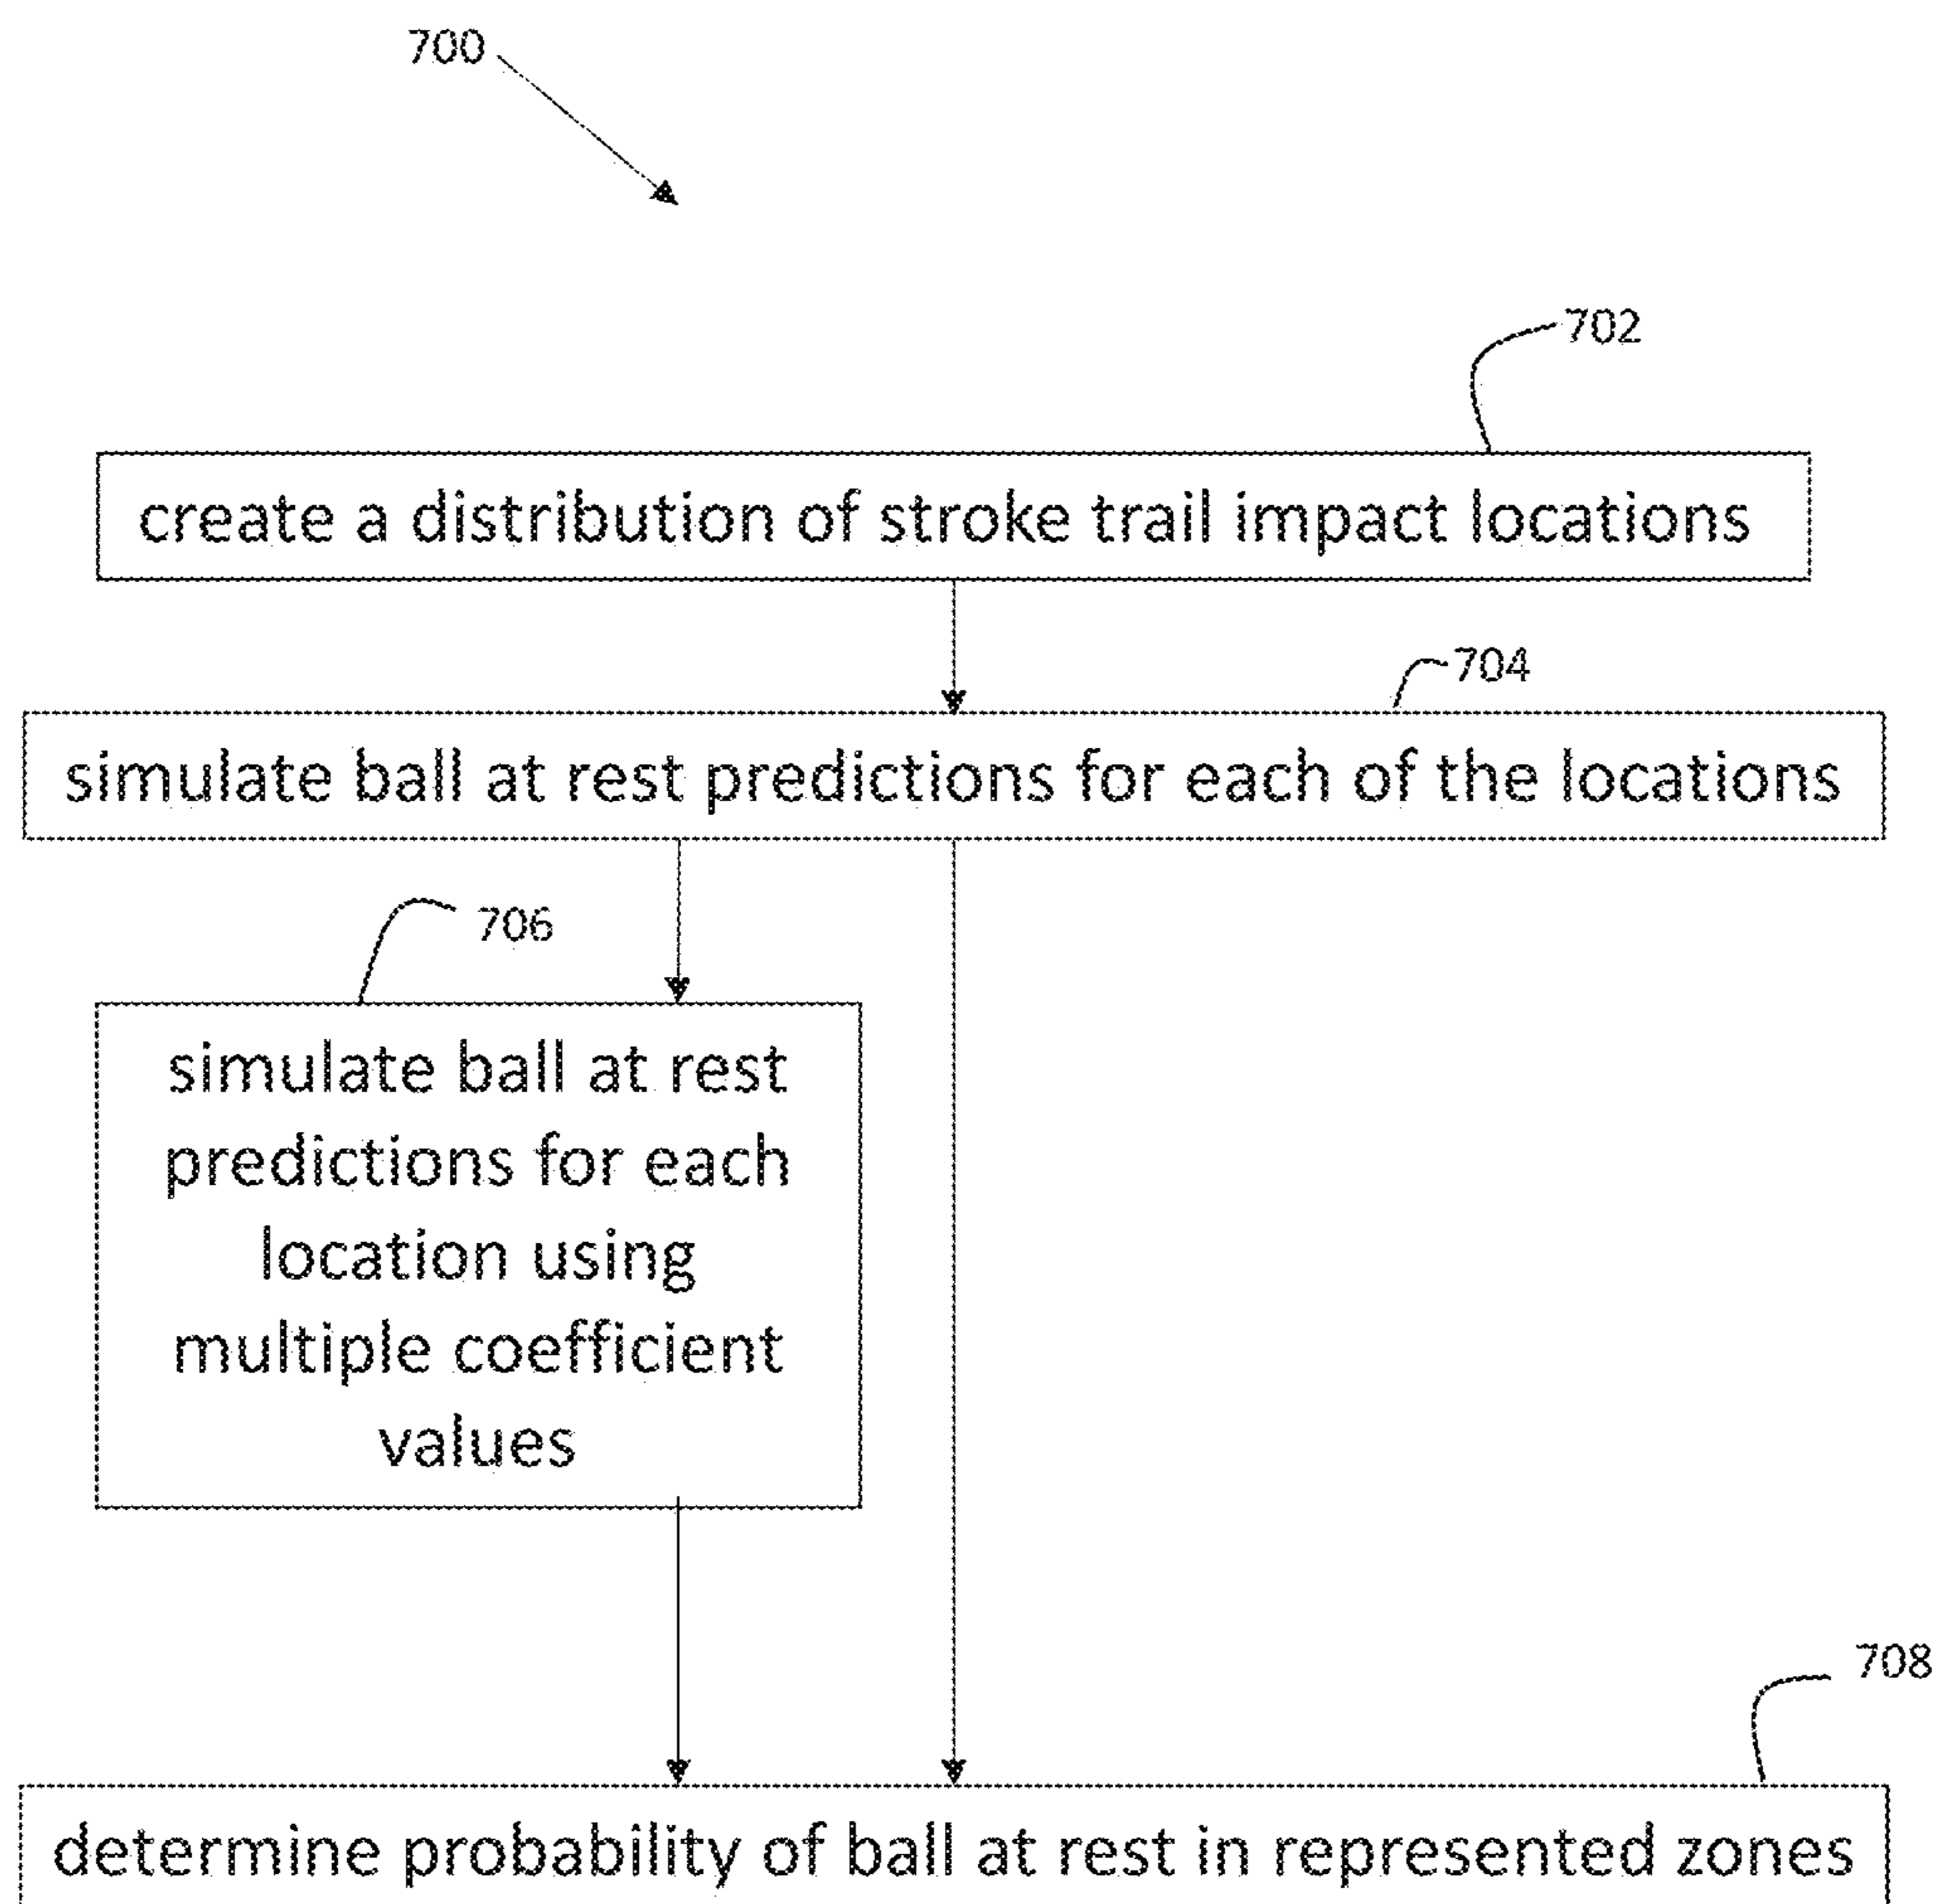 700
702
create a distribution of stroke trail impact locations
704
simulate ball at rest predictions for each of the locations
706
simulate ball at rest
predictions for each
location using
multiple coefficient
values
708
determine probability of ball at rest in represented zones